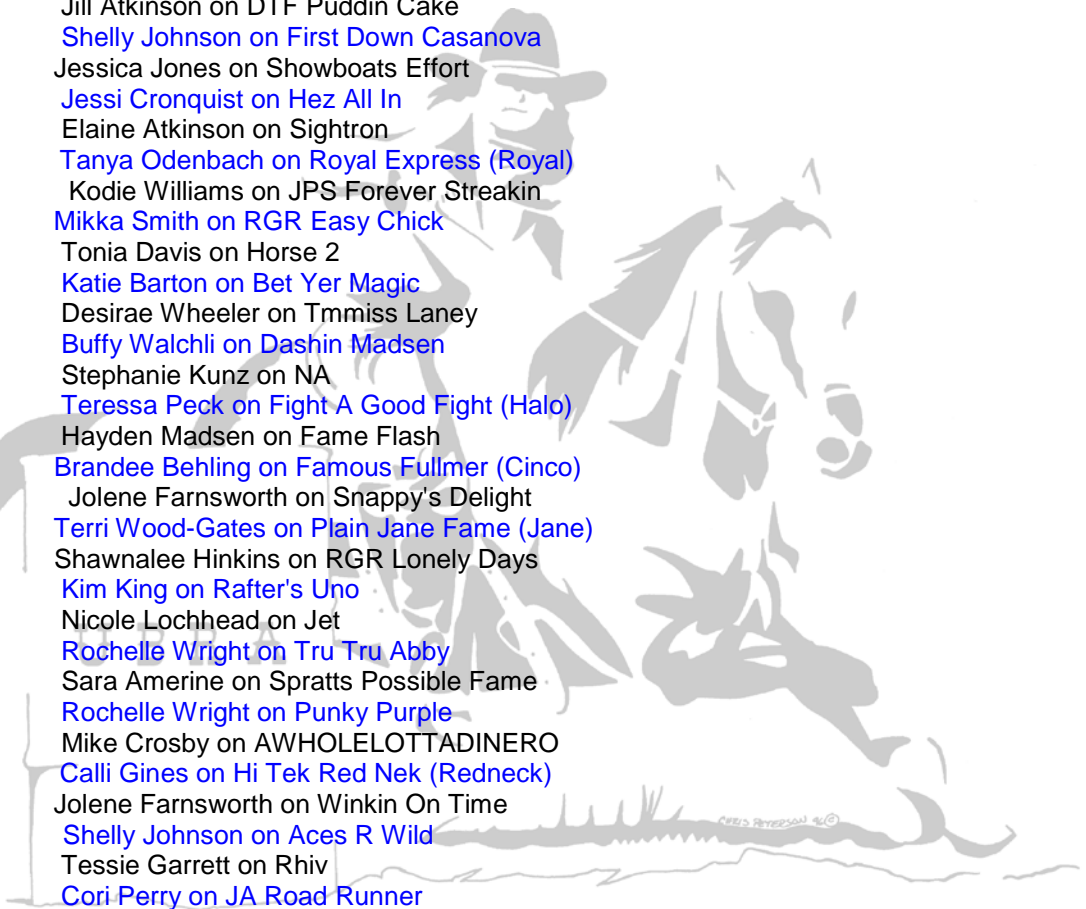 Jill Atkinson on DTF Puddin Cake
Shelly Johnson on First Down Casanova
Jessica Jones on Showboats Effort
Jessi Cronquist on Hez All In
Elaine Atkinson on Sightron
Tanya Odenbach on Royal Express (Royal)
Kodie Williams on JPS Forever Streakin
Mikka Smith on RGR Easy Chick
Tonia Davis on Horse 2
Katie Barton on Bet Yer Magic
Desirae Wheeler on Tmmiss Laney
Buffy Walchli on Dashin Madsen
Stephanie Kunz on NA
Teressa Peck on Fight A Good Fight (Halo)
Hayden Madsen on Fame Flash
Brandee Behling on Famous Fullmer (Cinco)
Jolene Farnsworth on Snappy's Delight
Terri Wood-Gates on Plain Jane Fame (Jane)
Shawnalee Hinkins on RGR Lonely Days
Kim King on Rafter's Uno
Nicole Lochhead on Jet
UBRA
Rochelle Wright on Tru Tru Abby
Sara Amerine on Spratts Possible Fame
Rochelle Wright on Punky Purple
Mike Crosby on AWHOLELOTTADINERO
Calli Gines on Hi Tek Red Nek (Redneck)
Jolene Farnsworth on Winkin On Time
CHRIS PETERSON 96©
Shelly Johnson on Aces R Wild
Tessie Garrett on Rhiv
Cori Perry on JA Road Runner